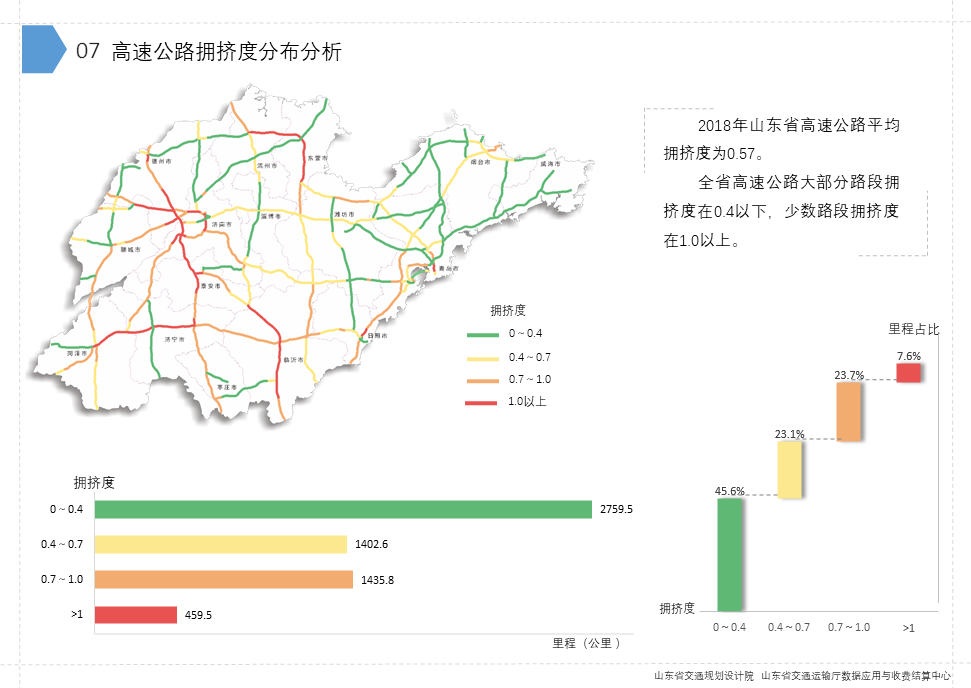 07 高速公路拥挤度分布分析
2018年山东省高速公路平均
拥挤度为0.57。
全省高速公路大部分路段拥
挤度在0.4以下，少数路段拥挤度
在1.0以上。
德州市
滨州市
东营市
烟台市
威海市
济南市
淄博市
潍坊市
聊城市
青岛市
泰安市
济宁市
日照市
菏泽市
临沂市
枣庄市
拥挤度
0～0.4
0.4～0.7
0.7～1.0
1.0以上
里程占比
7.6%
23.7%
23.1%
45.6%
拥挤度
0～0.4
0.4～0.7
0.7～1.0
>1
拥挤度
0～0.4
2759.5
0.4～0.7
1402.6
0.7～1.0
1435.8
>1
459.5
里程（公里）
山东省交通规划设计院 山东省交通运输厅数据应用与收费结算中心